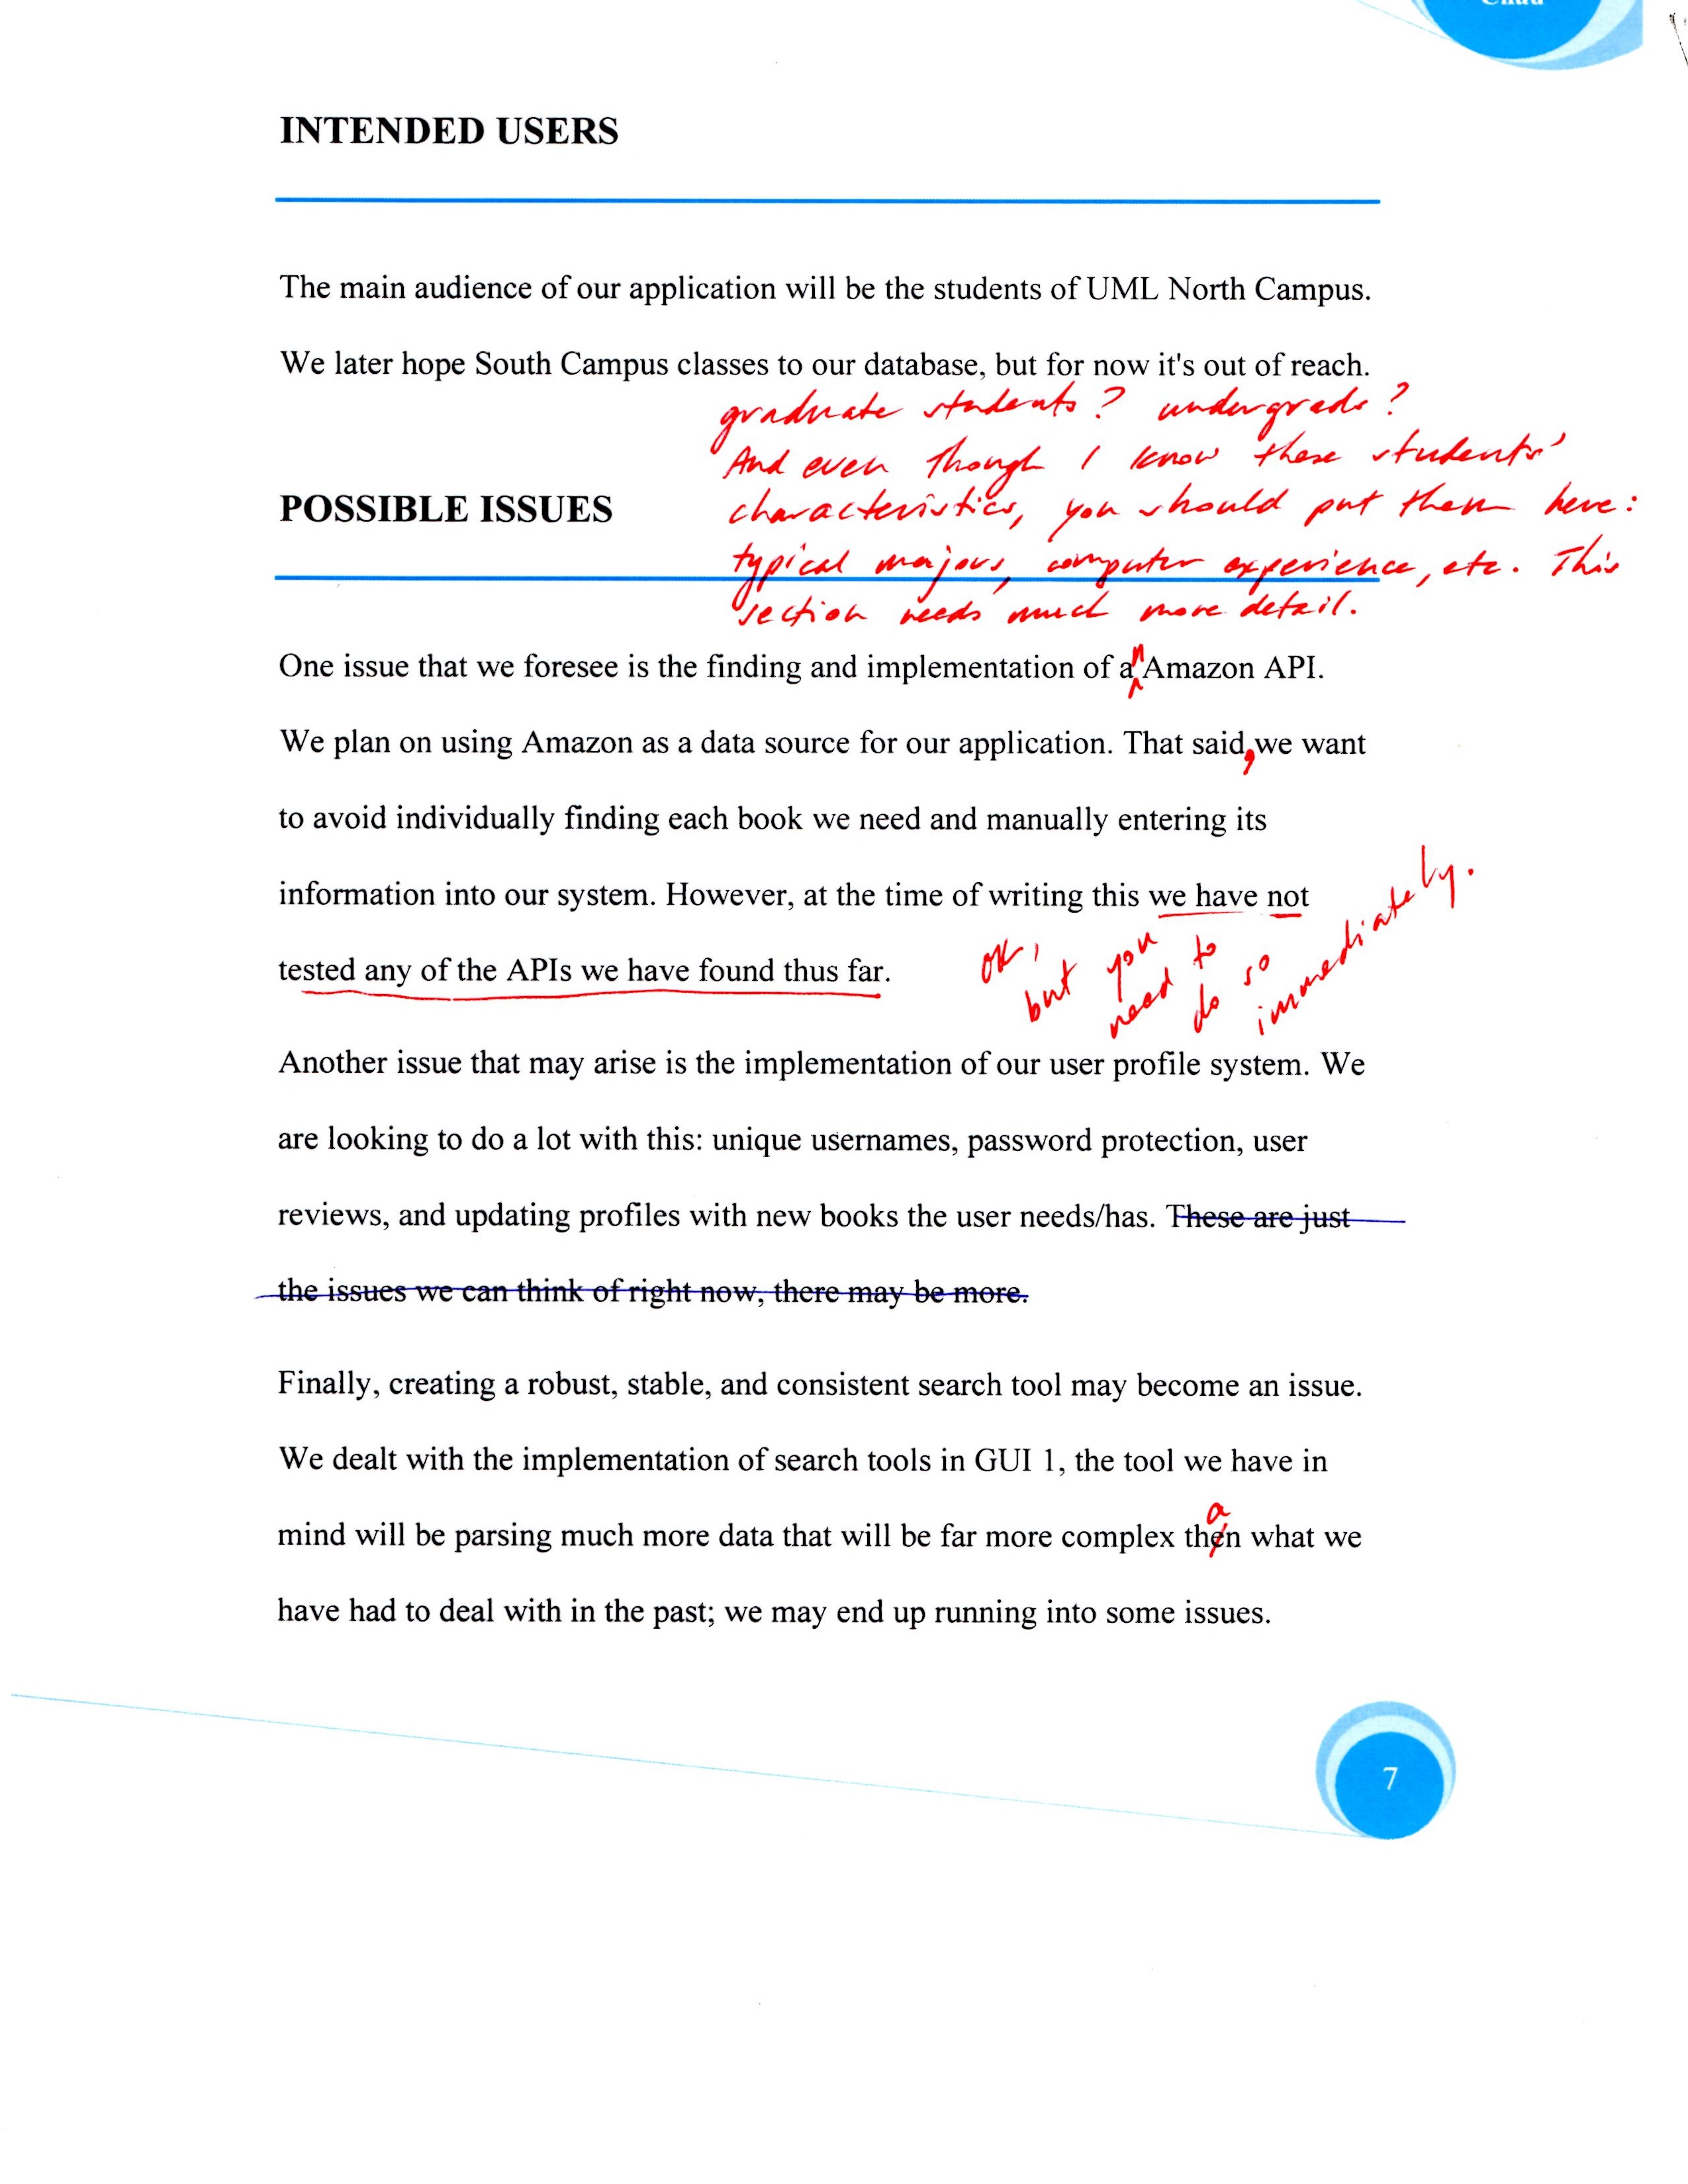 INTENDED USERS
The main audience of our application will be the students of UML North Campus.
We later hope South Campus classes to our database, but for now it's out of reach.
graduate students? undergrads?
And even though I know these students'
characteristics, you should put them here:
typical majors, computer experience, etc. This
section needs much more detail.
POSSIBLE ISSUES
One issue that we foresee is the finding and implementation of an Amazon API.
We plan on using Amazon as a data source for our application. That said, we want
to avoid individually finding each book we need and manually entering its
information into our system. However, at the time of writing this we have not
tested any of the APIs we have found thus far.
OK, but you need to do so immediately.
Another issue that may arise is the implementation of our user profile system. We
are looking to do a lot with this: unique usernames, password protection, user
reviews, and updating profiles with new books the user needs/has. These are just
the issues we can think of right now, there may be more.
Finally, creating a robust, stable, and consistent search tool may become an issue.
We dealt with the implementation of search tools in GUI 1, the tool we have in
a
mind will be parsing much more data that will be far more complex then what we
have had to deal with in the past; we may end up running into some issues.
7